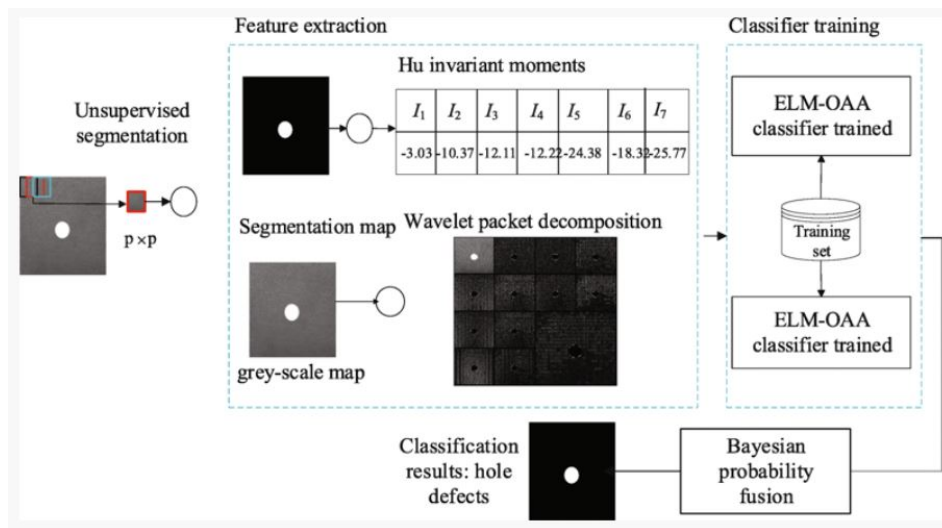 Feature extraction
Classifier training
Unsupervised
segmentation
p×p
Hu invariant moments
I1 I2 I3 I4 I5 I6 I7
-3.03 -10.37 -12.11 -12.22 -24.38 -18.32 -25.77
Segmentation map
Wavelet packet decomposition
grey-scale map
ELM-OAA
classifier trained
Training
set
ELM-OAA
classifier trained
Classification
results: hole
defects
Bayesian
probability
fusion